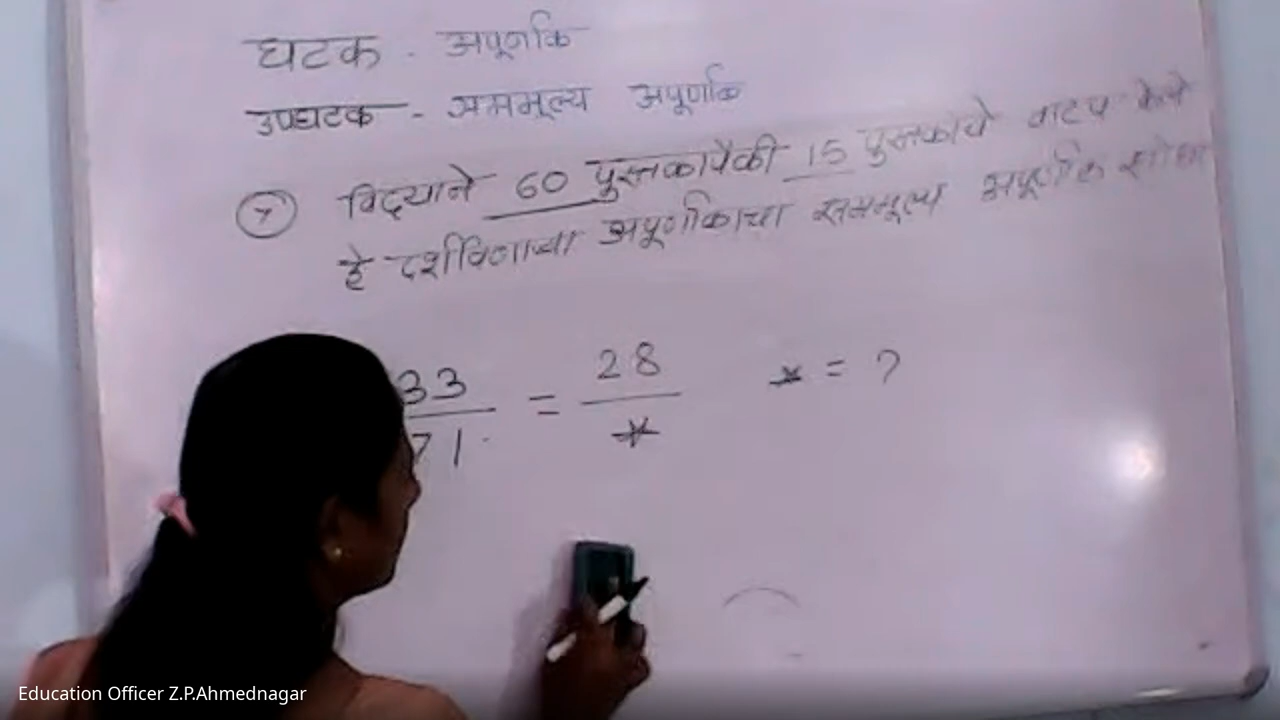 घटक - अपूर्णांक
उपघटक - सममूल्य अपूर्णांक
७ विद्याने 60 पुस्तकापैकी 15 पुस्तकाचे वाटप केले
हे दर्शविणाऱ्या अपूर्णांकाचा सममूल्य अपूर्णांक शोधा
33 = 28 * = ?
71 *
Education Officer Z.P.Ahmednagar